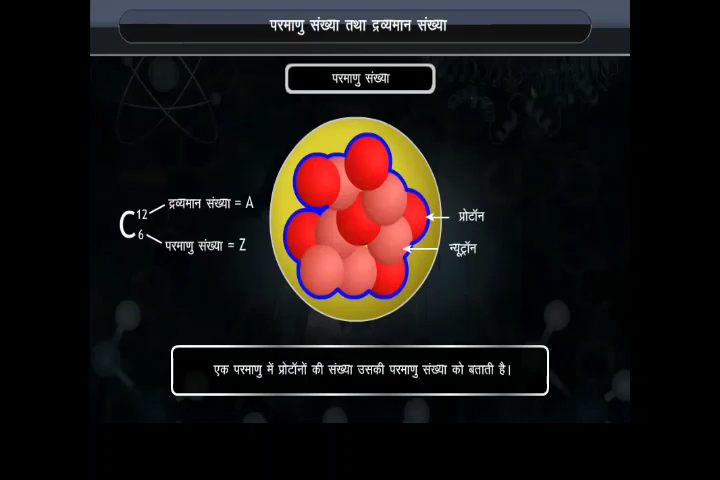 परमाणु संख्या तथा द्रव्यमान संख्या
परमाणु संख्या
C 12 6
द्रव्यमान संख्या = A
परमाणु संख्या = Z
प्रोटॉन
न्यूट्रॉन
एक परमाणु में प्रोटॉनों की संख्या उसकी परमाणु संख्या को बताती है।